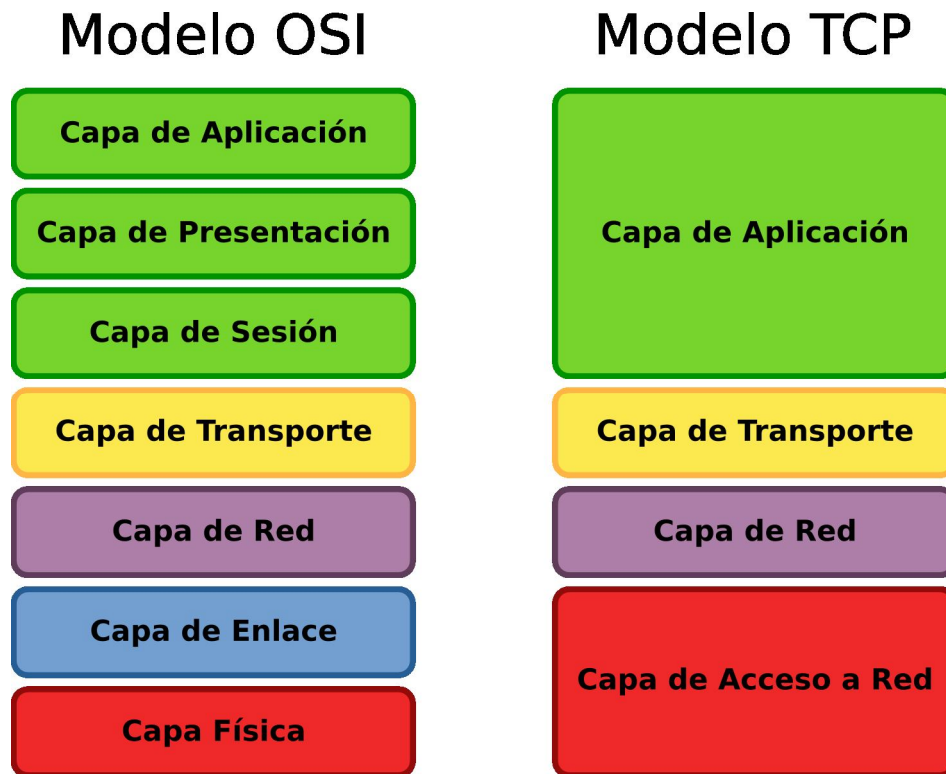 Modelo OSI
Capa de Aplicación
Capa de Presentación
Capa de Sesión
Capa de Transporte
Capa de Red
Capa de Enlace
Capa Física
Modelo TCP
Capa de Aplicación
Capa de Transporte
Capa de Red
Capa de Acceso a Red